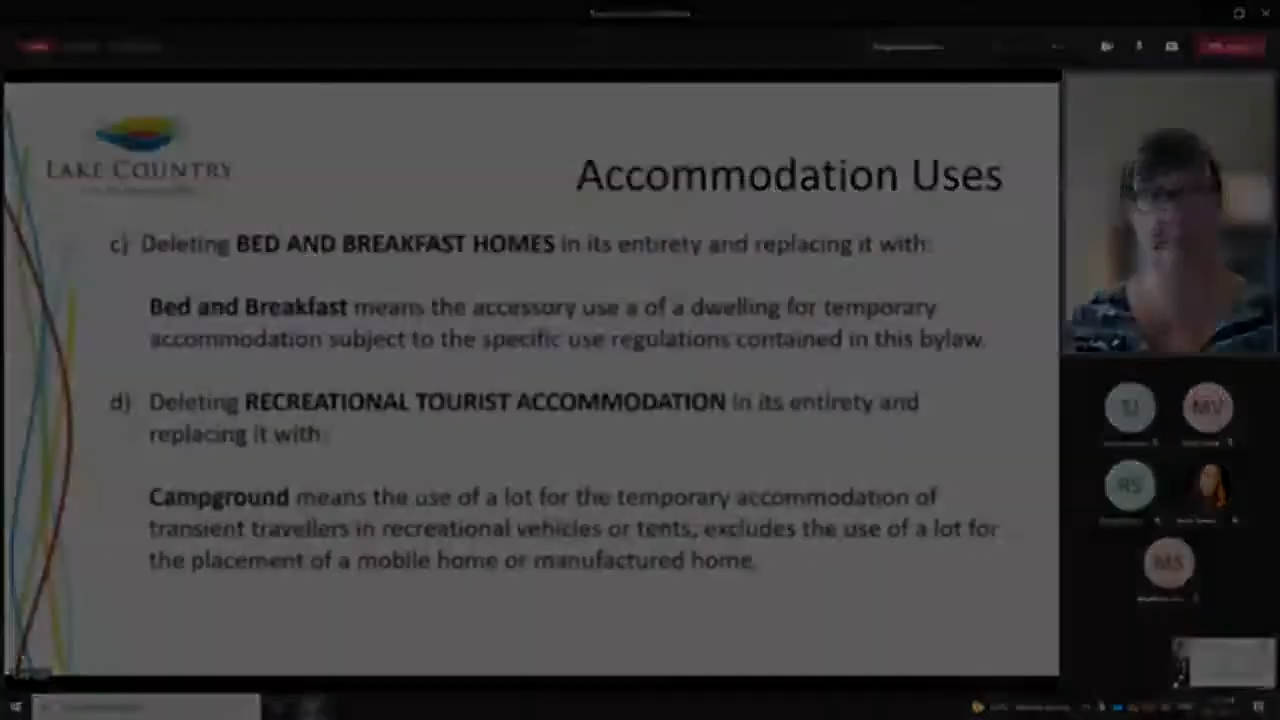 LAKE COUNTRY
Accommodation Uses
c) Deleting BED AND BREAKFAST HOMES in its entirety and replacing it with:
Bed and Breakfast means the accessory use a of a dwelling for temporary
accommodation subject to the specific use regulations contained in this bylaw.
d) Deleting RECREATIONAL TOURIST ACCOMMODATION in its entirety and
replacing it with:
Campground means the use of a lot for the temporary accommodation of
transient travellers in recreational vehicles or tents, excludes the use of a lot for
the placement of a mobile home or manufactured home.
TJ
MV
RS
MS